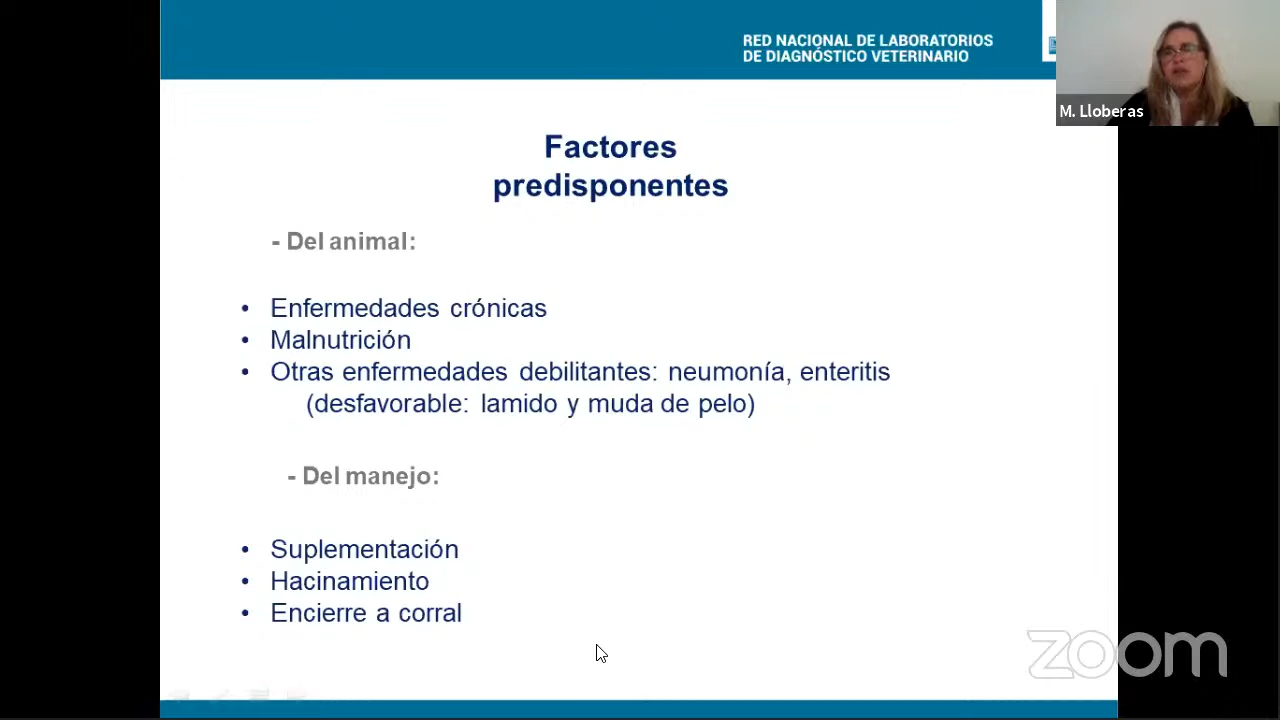 RED NACIONAL DE LABORATORIOS
DE DIAGNÓSTICO VETERINARIO
M. Lloberas
Factores
predisponentes
- Del animal:
• Enfermedades crónicas
• Malnutrición
• Otras enfermedades debilitantes: neumonía, enteritis
(desfavorable: lamido y muda de pelo)
- Del manejo:
• Suplementación
• Hacinamiento
• Encierre a corral
zoom